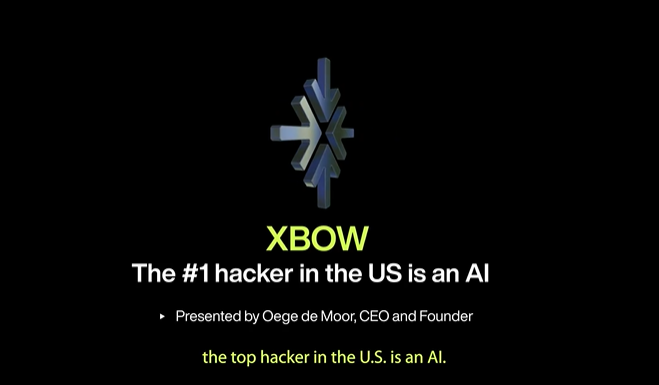 XBOW
The #1 hacker in the US is an AI
▸ Presented by Oege de Moor, CEO and Founder
the top hacker in the U.S. is an AI.